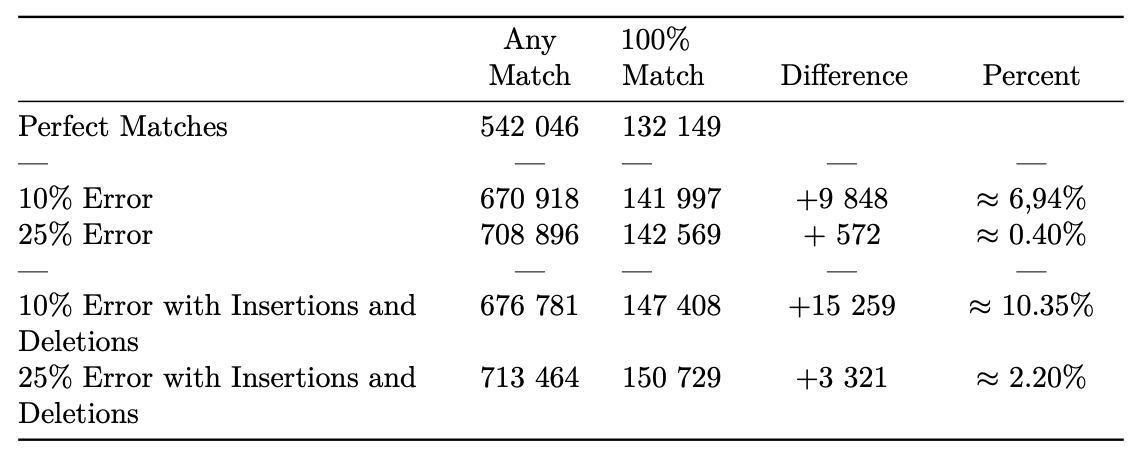 Any 100%
Match Match Difference Percent
Perfect Matches 542 046 132 149
— — — — —
10% Error 670 918 141 997 +9 848 ≈ 6,94%
25% Error 708 896 142 569 + 572 ≈ 0.40%
— — — — —
10% Error with Insertions and 676 781 147 408 +15 259 ≈ 10.35%
Deletions
25% Error with Insertions and 713 464 150 729 +3 321 ≈ 2.20%
Deletions